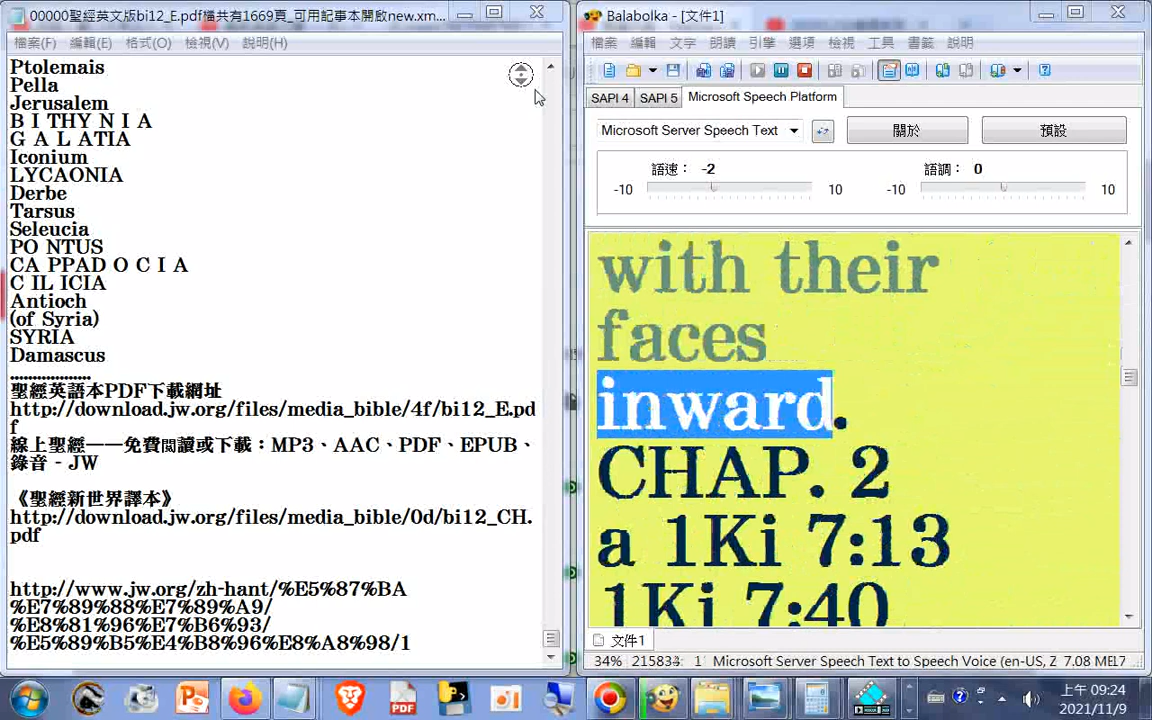 00000聖經英文版bi12_E.pdf檔共有1669頁_可用記事本開啟new.xm...
檔案(F) 編輯(E) 格式(O) 檢視(V) 說明(H)
Ptolemais
Pella
Jerusalem
B I THY N I A
G A L ATIA
Iconium
LYCAONIA
Derbe
Tarsus
Seleucia
PO NTUS
CA PPAD O C I A
C IL ICIA
Antioch
(of Syria)
SYRIA
Damascus
..................
聖經英語本PDF下載網址
http://download.jw.org/files/media_bible/4f/bi12_E.pd
f
線上聖經——免費閱讀或下載：MP3、AAC、PDF、EPUB、
錄音 - JW
《聖經新世界譯本》
http://download.jw.org/files/media_bible/0d/bi12_CH.
pdf
http://www.jw.org/zh-hant/%E5%87%BA
%E7%89%88%E7%89%A9/
%E8%81%96%E7%B6%93/
%E5%89%B5%E4%B8%96%E8%A8%98/1
Balabolka - [文件1]
檔案 編輯 文字 朗讀 引擎 選項 檢視 工具 書籤 說明
SAPI 4 SAPI 5 Microsoft Speech Platform
Microsoft Server Speech Text 關於 預設
語速： -2 語調： 0
-10 10 -10 10
with their
faces
inward.
CHAP. 2
a 1Ki 7:13
1Ki 7:40
文件1
34% Microsoft Server Speech Text to Speech Voice (en-US, Z 7.08 ME
PDF
上午 09:24
2021/11/9